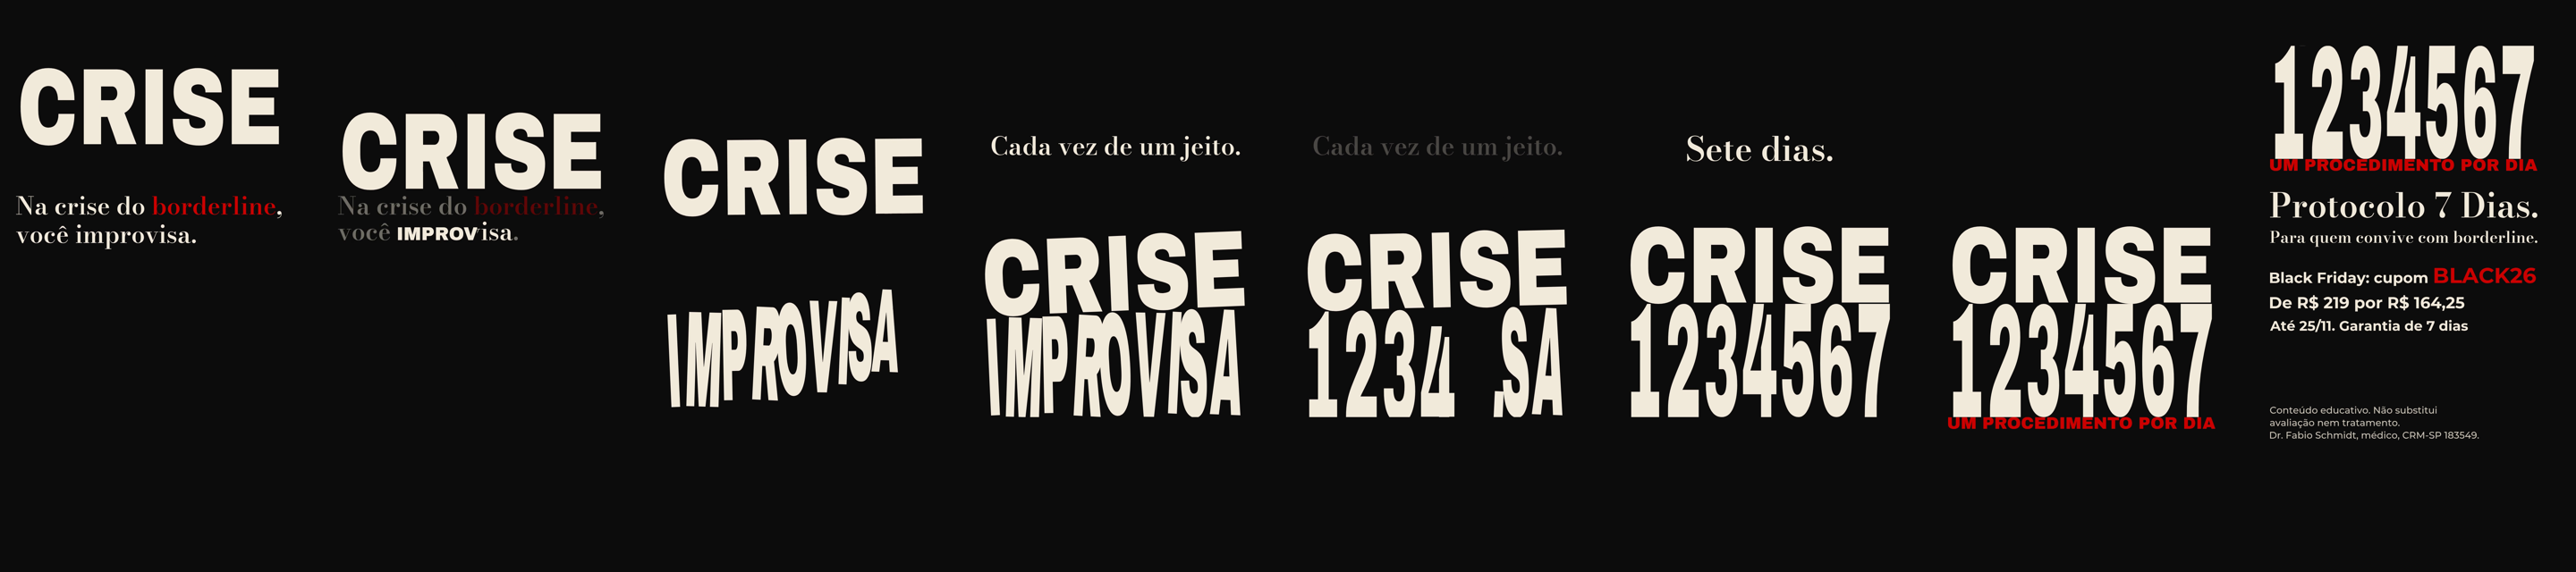 CRISE
Na crise do borderline,
você improvisa.
CRISE
Na crise do borderline,
você IMPROVisa.
CRISE
IMPROVISA
Cada vez de um jeito.
CRISE
IMPROVISA
Cada vez de um jeito.
CRISE
1234 SA
Sete dias.
CRISE
1234567
CRISE
1234567
UM PROCEDIMENTO POR DIA
1234567
UM PROCEDIMENTO POR DIA
Protocolo 7 Dias.
Para quem convive com borderline.
Black Friday: cupom BLACK26
De R$ 219 por R$ 164,25
Até 25/11. Garantia de 7 dias
Conteúdo educativo. Não substitui
avaliação nem tratamento.
Dr. Fabio Schmidt, médico, CRM-SP 183549.